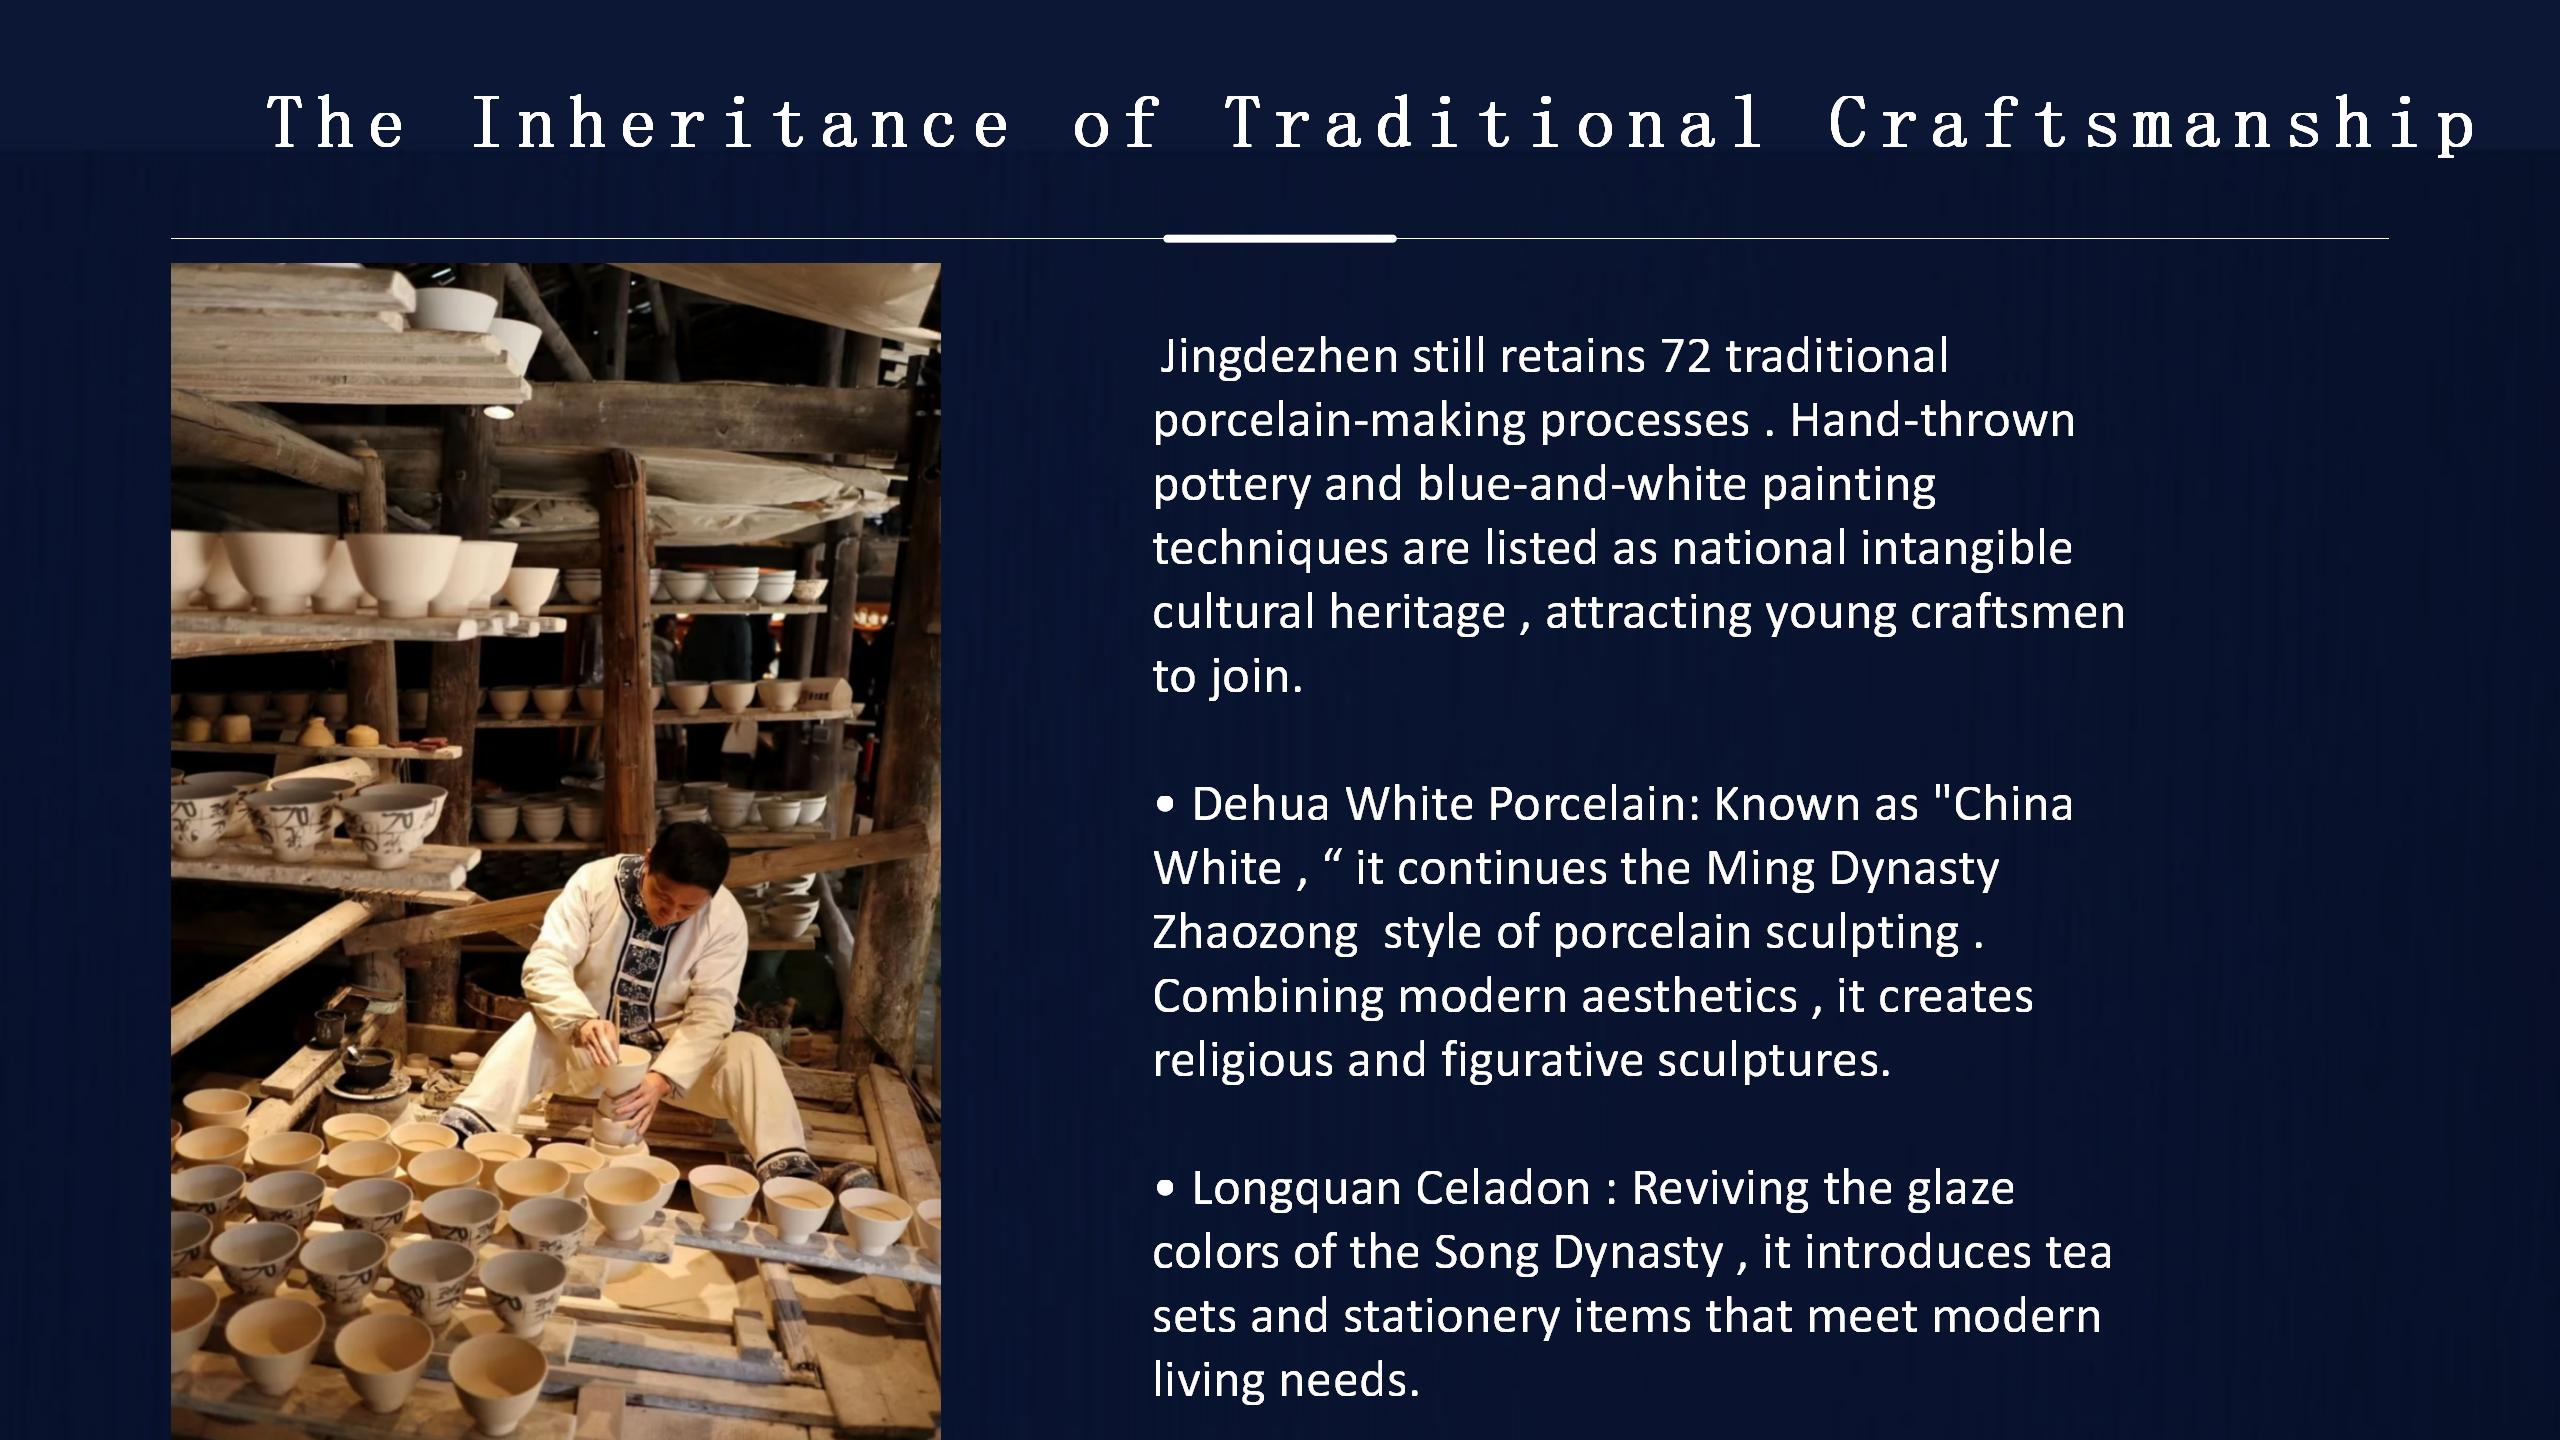 The Inheritance of Traditional Craftsmanship
Jingdezhen still retains 72 traditional
porcelain-making processes . Hand-thrown
pottery and blue-and-white painting
techniques are listed as national intangible
cultural heritage , attracting young craftsmen
to join.
• Dehua White Porcelain: Known as "China
White , “ it continues the Ming Dynasty
Zhaozong  style of porcelain sculpting .
Combining modern aesthetics , it creates
religious and figurative sculptures.
• Longquan Celadon : Reviving the glaze
colors of the Song Dynasty , it introduces tea
sets and stationery items that meet modern
living needs.